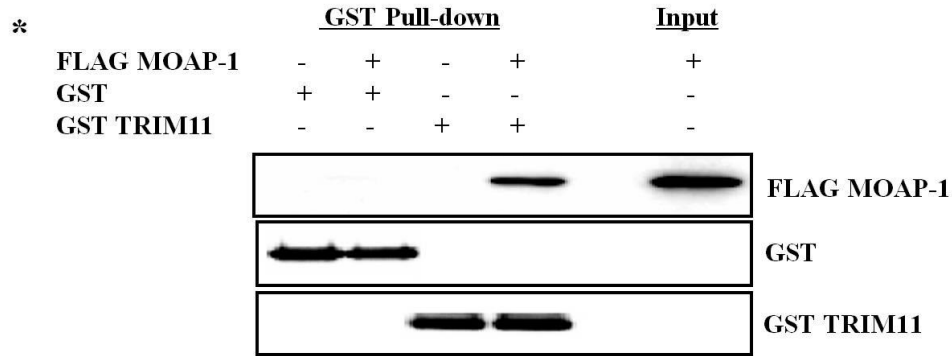 *
GST Pull-down Input
FLAG MOAP-1 - + - + +
GST + + - - -
GST TRIM11 - - + + -
FLAG MOAP-1
GST
GST TRIM11